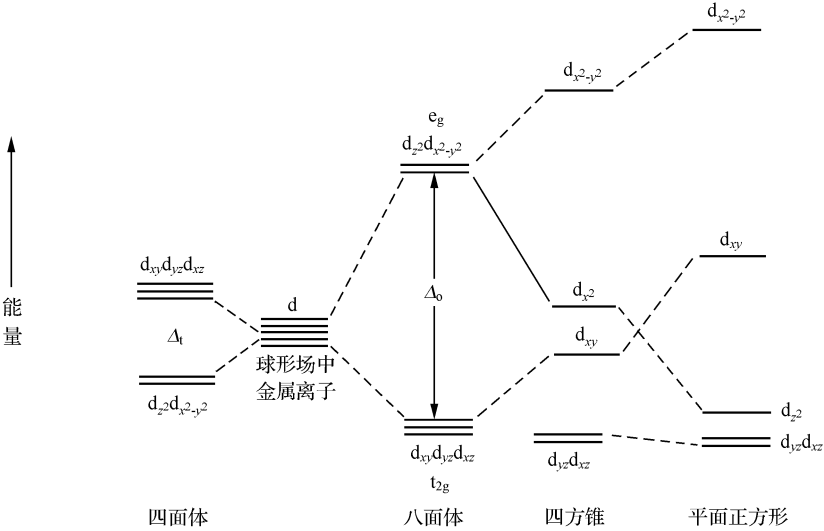 d_{x²-y²}
d_{x²-y²}
e_g
d_{z²}d_{x²-y²}
d_{xy}
d_{xy}d_{yz}d_{xz}
d
d_{x²}
Δ_o
能
量
Δ_t
d_{xy}
球形场中
金属离子
d_{z²}d_{x²-y²}
d_{z²}
d_{yz}d_{xz}
d_{xy}d_{yz}d_{xz}
d_{yz}d_{xz}
t_{2g}
四面体 八面体 四方锥 平面正方形